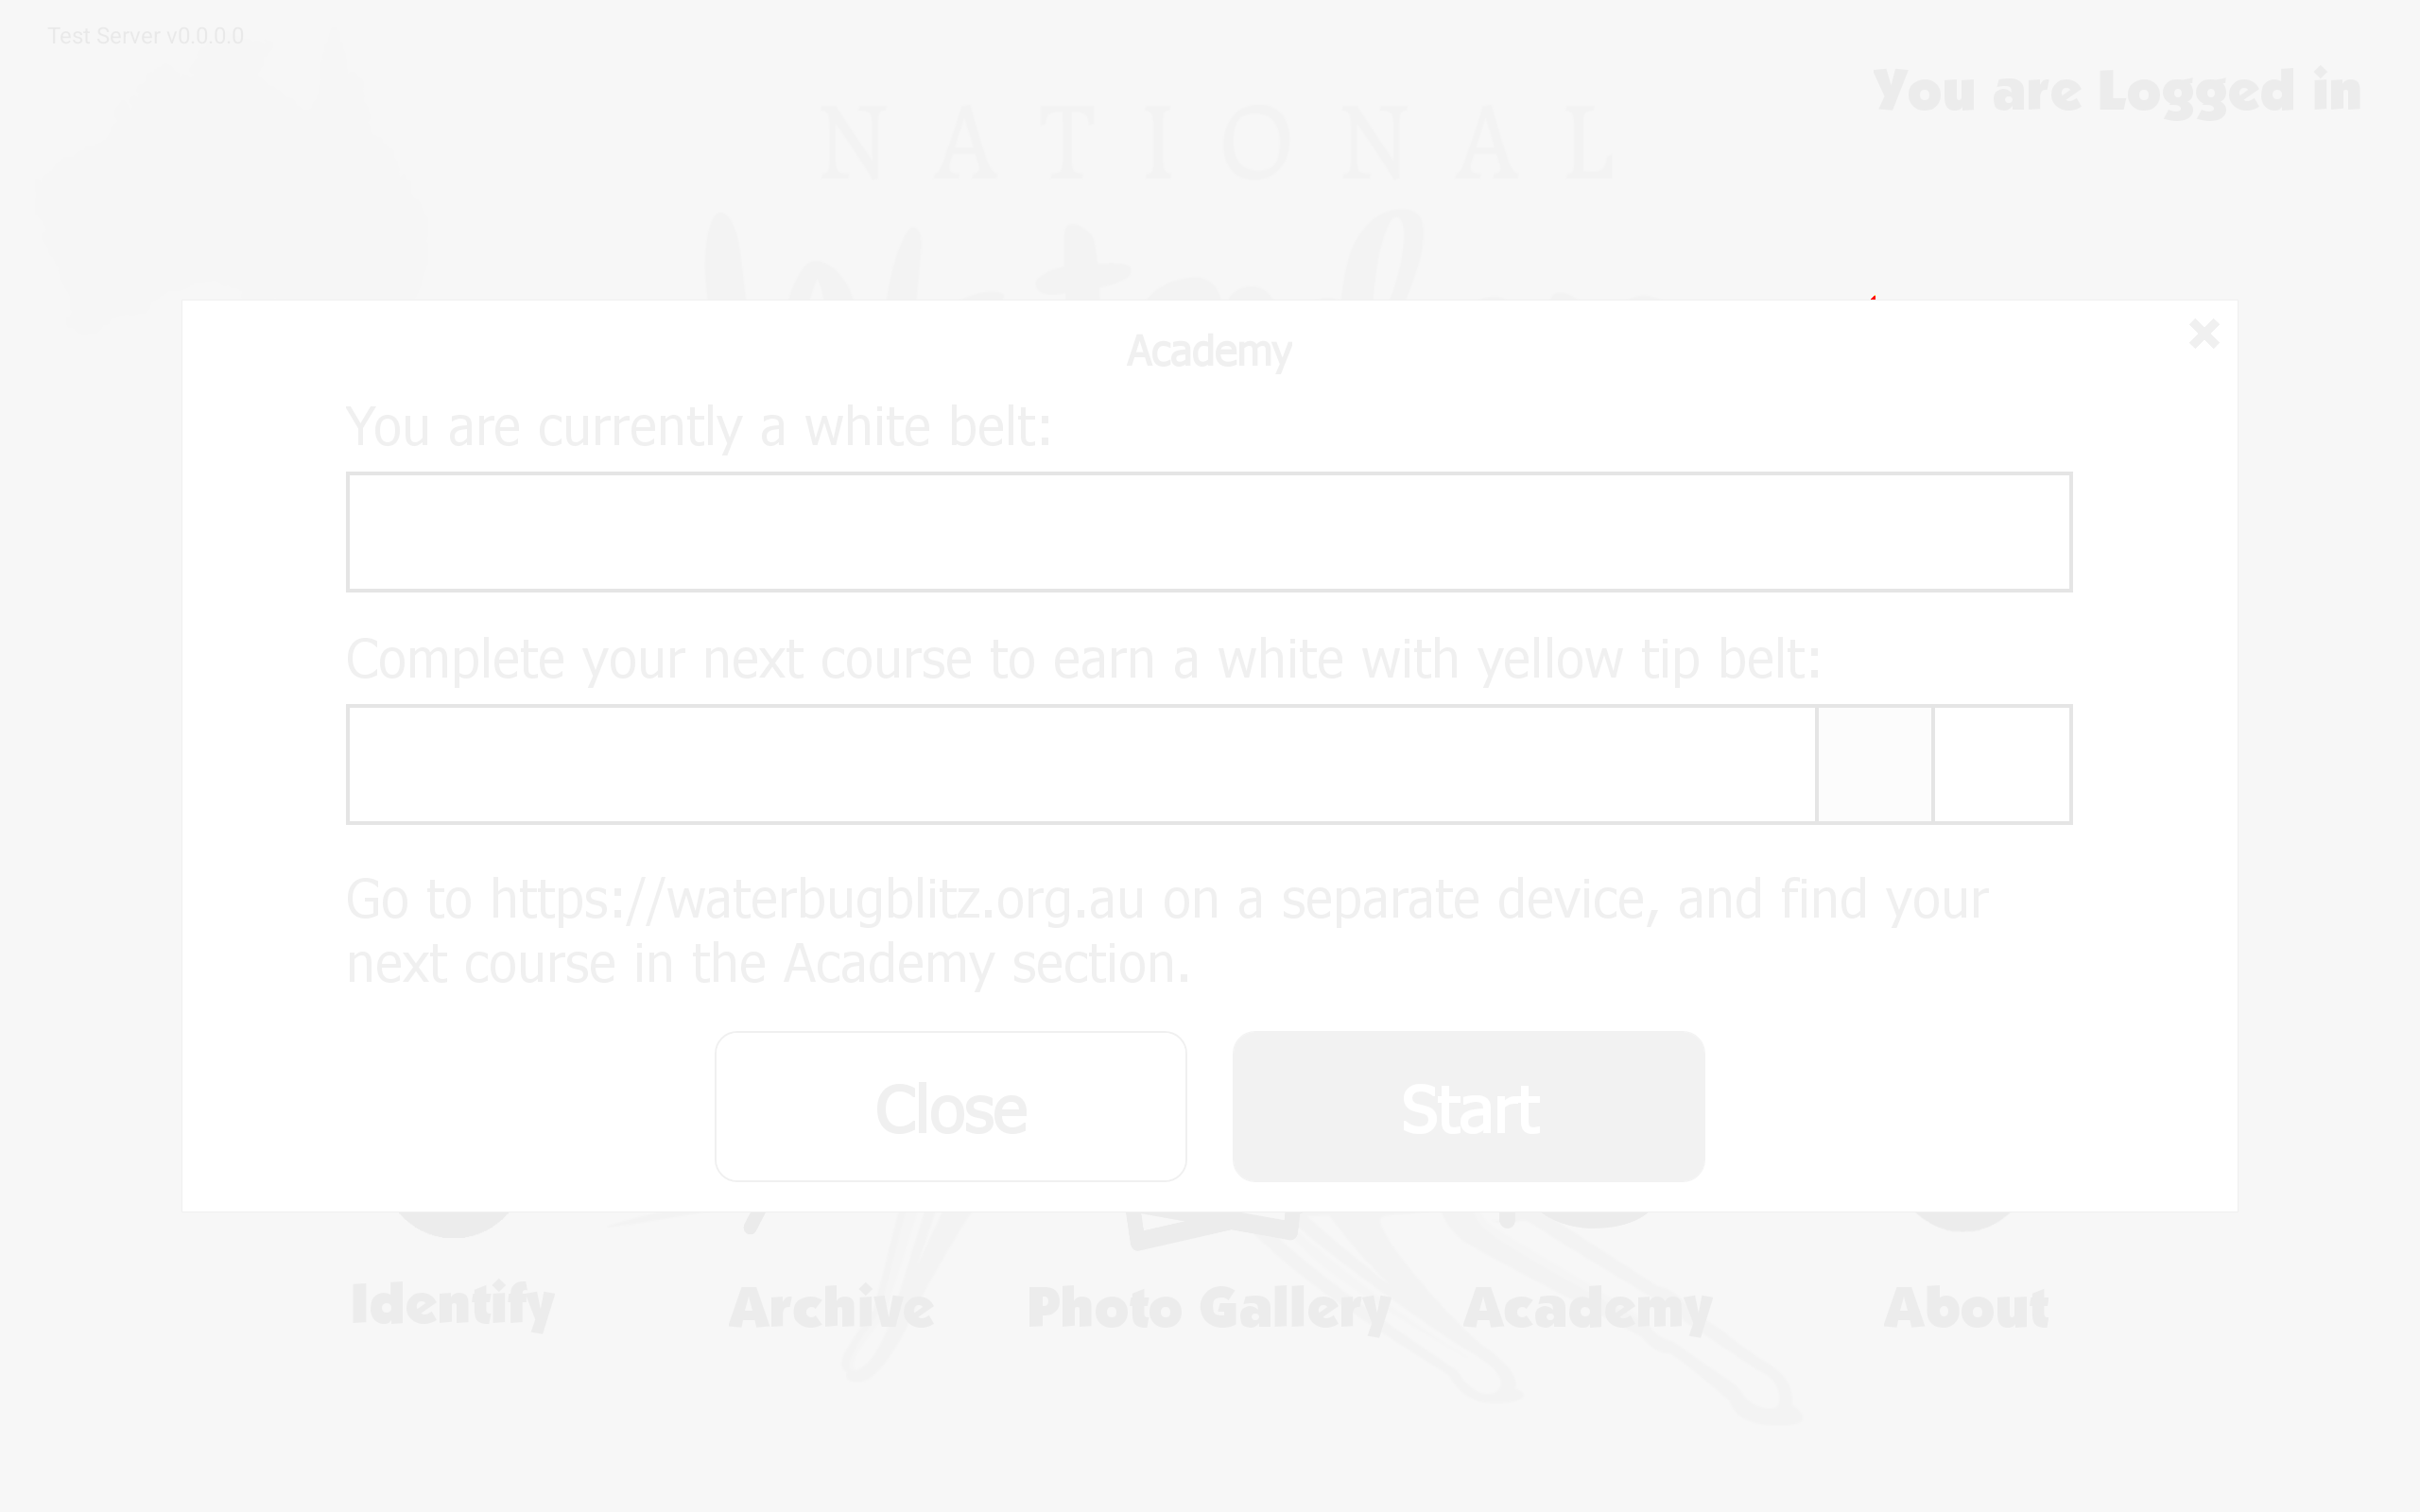 Test Server v0.0.0.0
You are Logged in
NATIONAL
Academy
You are currently a white belt:
Complete your next course to earn a white with yellow tip belt:
Go to https://waterbugblitz.org.au on a separate device, and find your
next course in the Academy section.
Close
Start
Identify
Archive
Photo Gallery
Academy
About